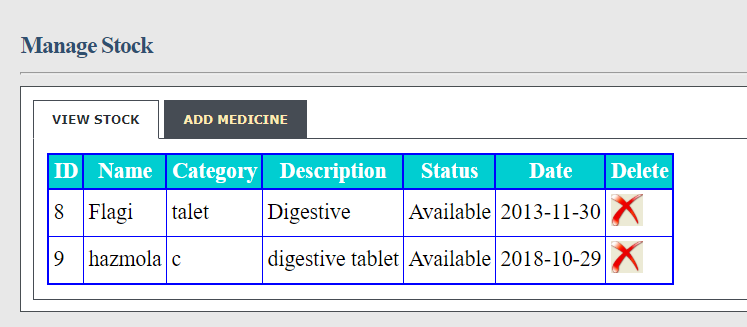 Manage Stock
VIEW STOCK ADD MEDICINE
ID Name Category Description Status Date Delete
8 Flagi talet Digestive Available 2013-11-30
9 hazmola c digestive tablet Available 2018-10-29